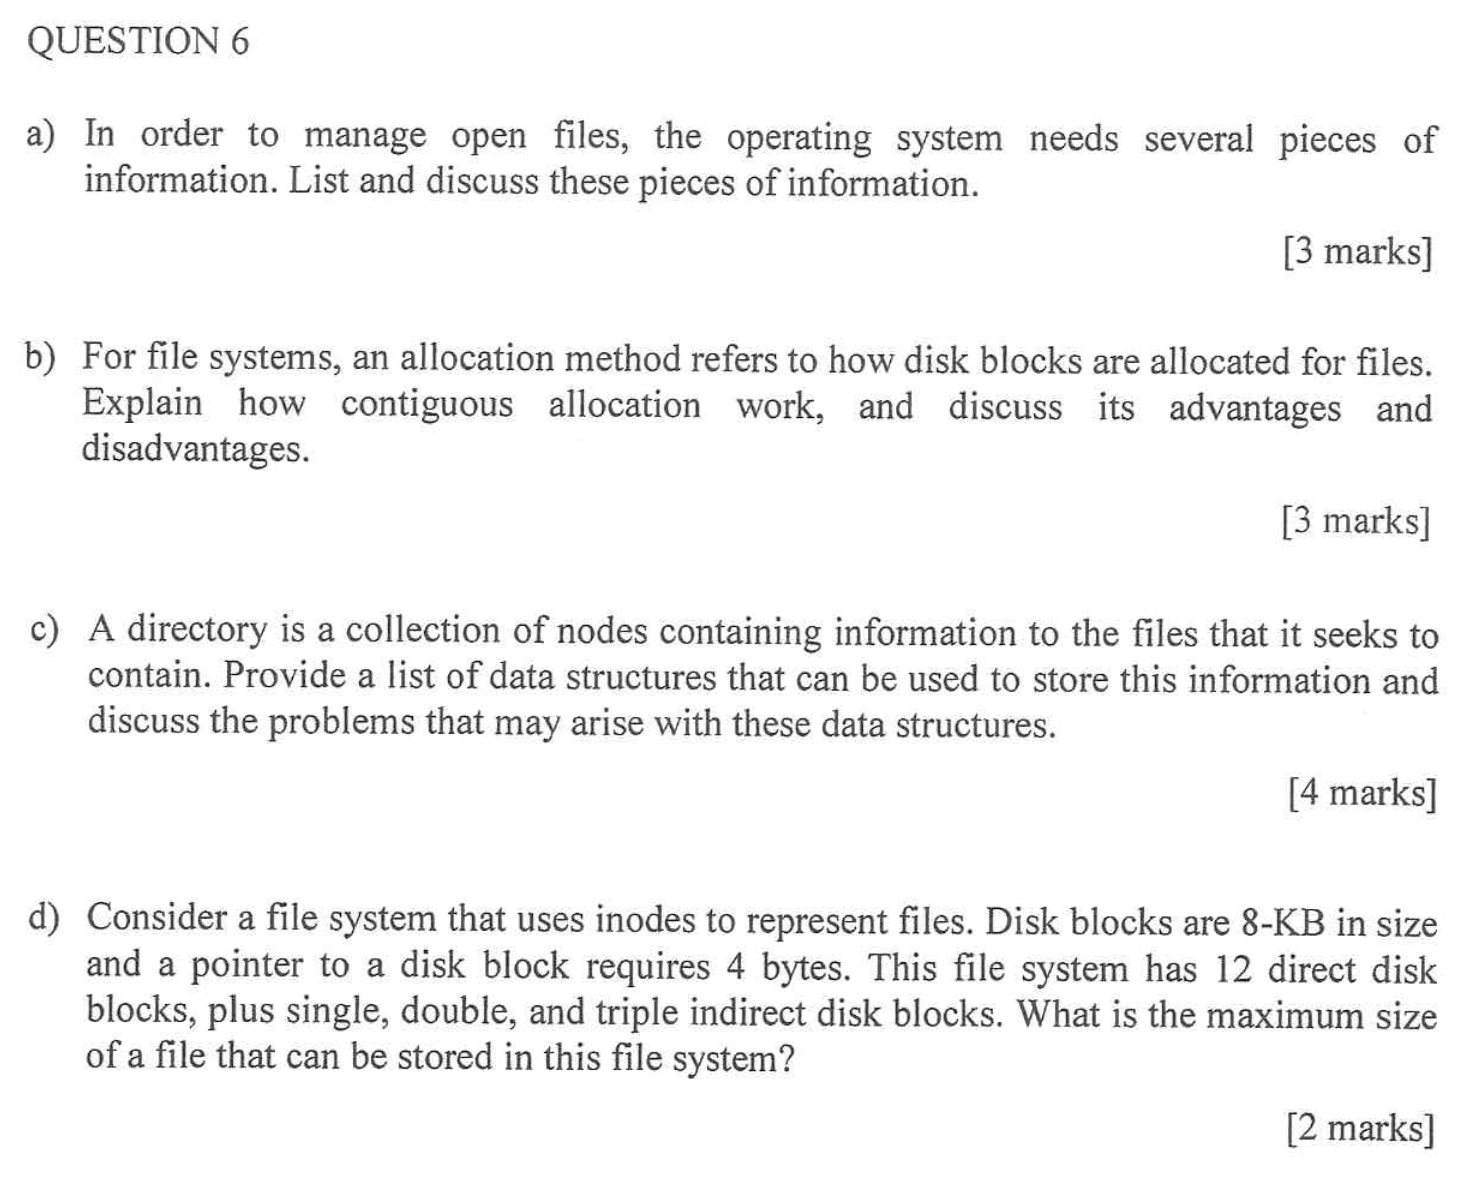 QUESTION 6
a) In order to manage open files, the operating system needs several pieces of
information. List and discuss these pieces of information.
[3 marks]
b) For file systems, an allocation method refers to how disk blocks are allocated for files.
Explain how contiguous allocation work, and discuss its advantages and
disadvantages.
[3 marks]
c) A directory is a collection of nodes containing information to the files that it seeks to
contain. Provide a list of data structures that can be used to store this information and
discuss the problems that may arise with these data structures.
[4 marks]
d) Consider a file system that uses inodes to represent files. Disk blocks are 8-KB in size
and a pointer to a disk block requires 4 bytes. This file system has 12 direct disk
blocks, plus single, double, and triple indirect disk blocks. What is the maximum size
of a file that can be stored in this file system?
[2 marks]